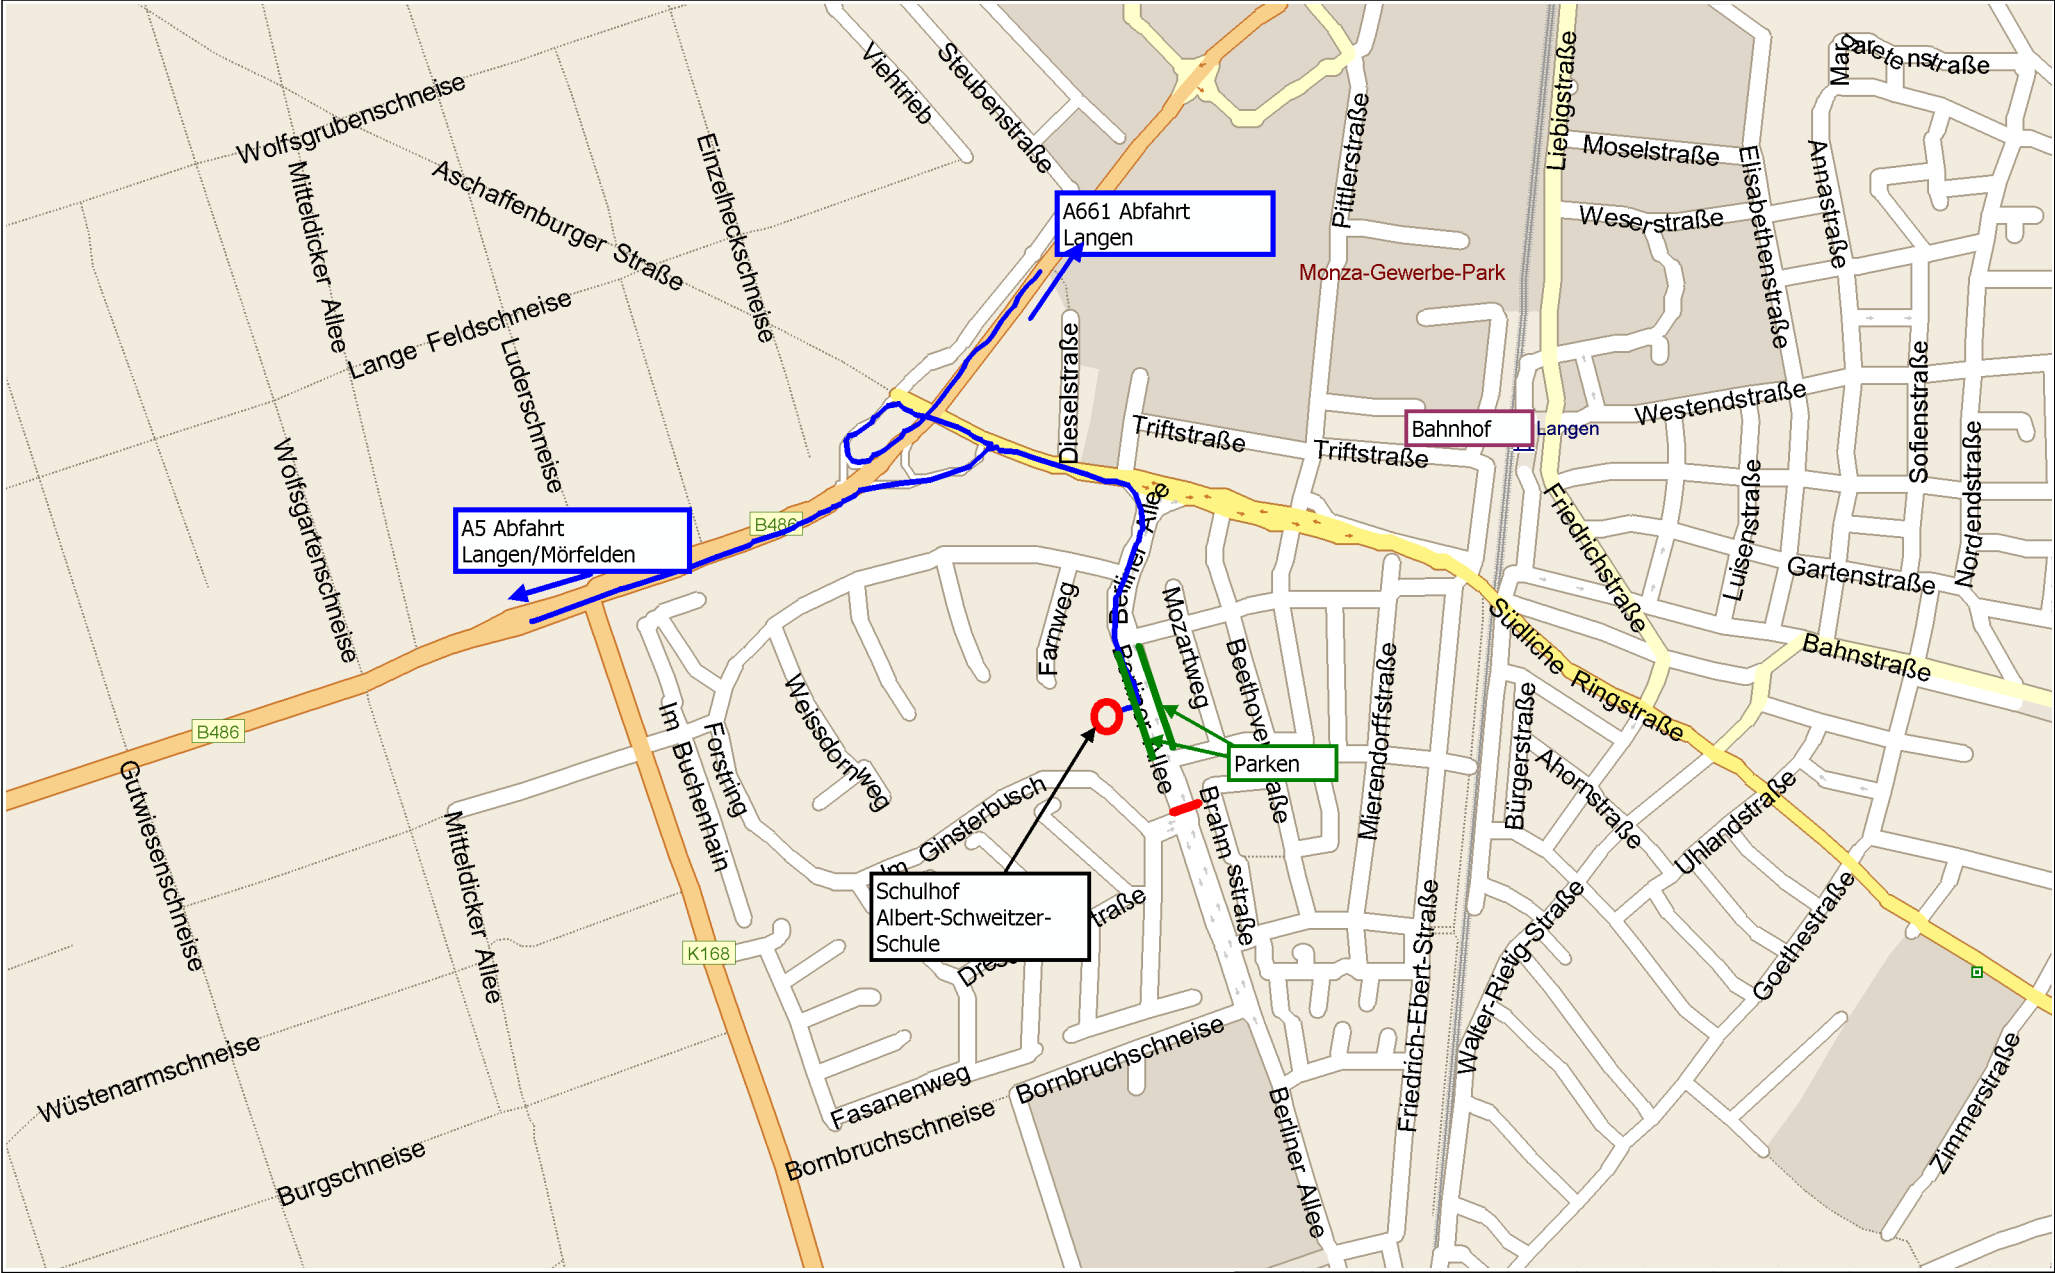 Viehtrieb
Steubenstraße
Liebigstraße
Margaretenstraße
Wolfsgrubenschneise
Mitteldicker Allee
Aschaffenburger Straße
Einzelheckschneise
Pittlerstraße
Moselstraße
Elisabethenstraße
Annastraße
A661 Abfahrt
Langen
Weserstraße
Monza-Gewerbe-Park
Lange Feldschneise
Luderschneise
Dieselstraße
Triftstraße
Triftstraße
Bahnhof
Langen
Westendstraße
Sofienstraße
Nordendstraße
Luisenstraße
Wolfsgartenschneise
A5 Abfahrt
Langen/Mörfelden
B486
Berliner Allee
Friedrichstraße
Gartenstraße
Farnweg
Mozartweg
Beethovenstraße
Mierendorffstraße
Südliche Ringstraße
Bahnstraße
B486
Im Buchenhain
Forstring
Weissdornweg
Berliner Allee
Parken
Bürgerstraße
Ahornstraße
Uhlandstraße
Gutwiesenschneise
Mitteldicker Allee
Im Ginsterbusch
Brahmsstraße
Schulhof
Albert-Schweitzer-
Schule
traße
Dres
K168
Friedrich-Ebert-Straße
Walter-Rietig-Straße
Goethestraße
Wüstenarmschneise
Fasanenweg
Bornbruchschneise
Bornbruchschneise
Burgschneise
Berliner Allee
Zimmerstraße